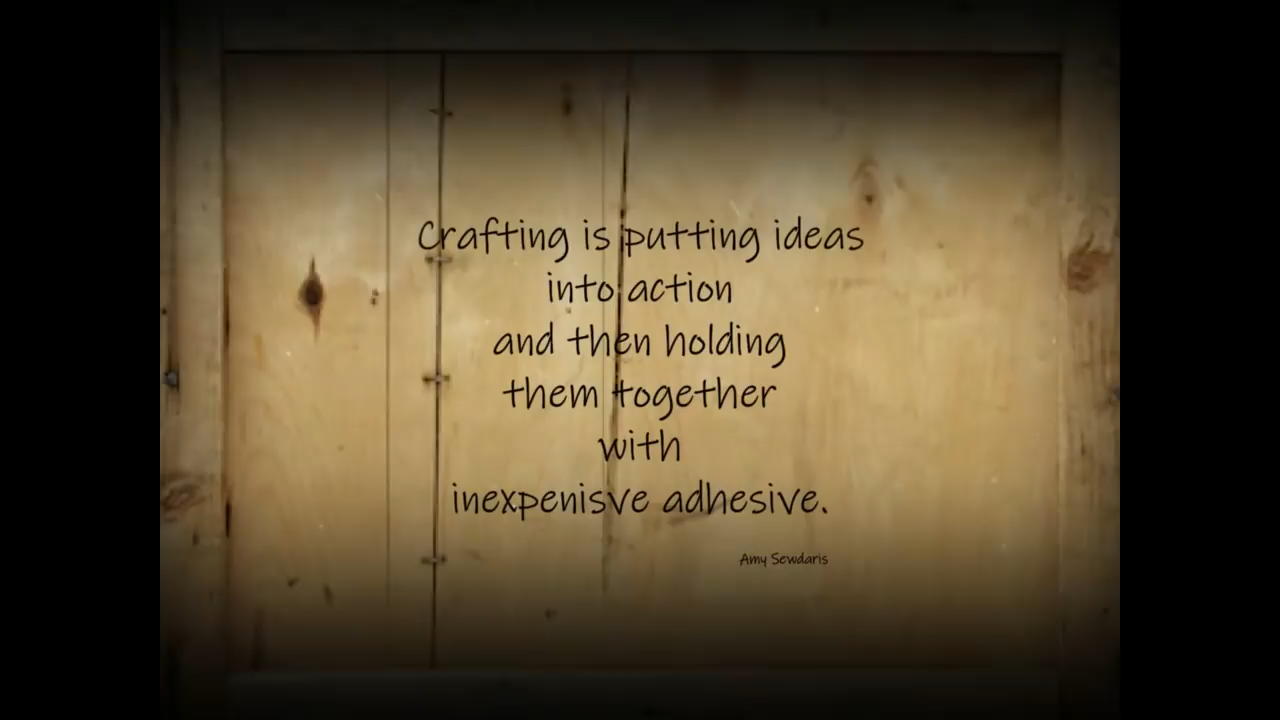 Crafting is putting ideas
into action
and then holding
them together
with
inexpenisve adhesive.
Amy Sewdaris